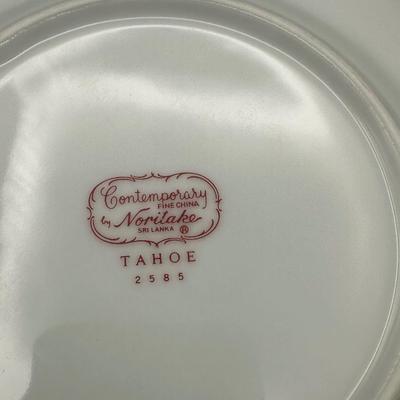 Contemporary
FINE CHINA
by Noritake
SRI LANKA ®
TAHOE
2585